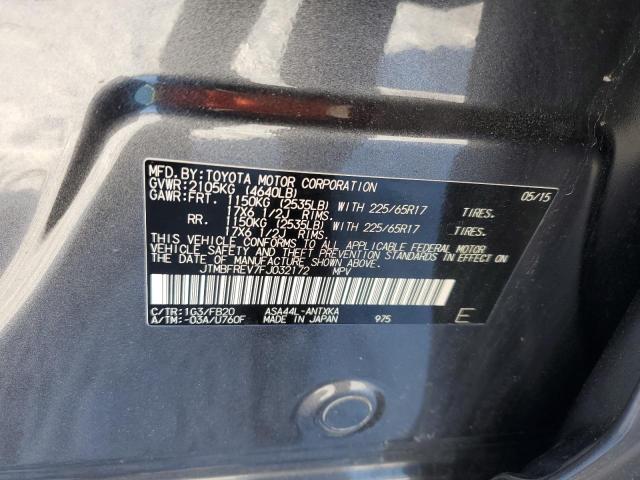 MFD.BY:TOYOTA MOTOR CORPORATION 05/15
GVWR:2105KG (4640LB)
GAWR:FRT. 1150KG (2535LB) WITH 225/65R17 TIRES.
17X6 1/2J RIMS.
RR. 1150KG (2535LB) WITH 225/65R17 TIRES.
17X6 1/2J RIMS.
THIS VEHICLE CONFORMS TO ALL APPLICABLE FEDERAL MOTOR
VEHICLE SAFETY AND THEFT PREVENTION STANDARDS IN EFFECT ON
THE DATE OF MANUFACTURE SHOWN ABOVE.
JTMBFREV7FJ032172 MPV
C/TR:1G3/FB20 ASA44L-ANTXKA
A/TM:-03A/U760F MADE IN JAPAN 975 E